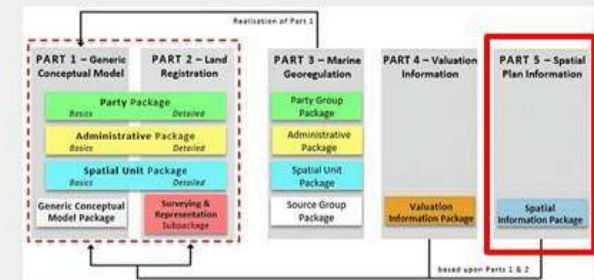 Realisation of Part 1
PART 1 – Generic
Conceptual Model
PART 2 – Land
Registration
PART 3 – Marine
Georegulation
PART 4 – Valuation
Information
PART 5 – Spatial
Plan Information
Party Package
Basics
Detailed
Administrative Package
Basics
Detailed
Spatial Unit Package
Basics
Detailed
Generic Conceptual
Model Package
Surveying &
Representation
Subpackage
Party Group
Package
Administrative
Package
Spatial Unit
Package
Source Group
Package
Valuation
Information Package
Spatial
Information Package
based upon Parts 1 & 2